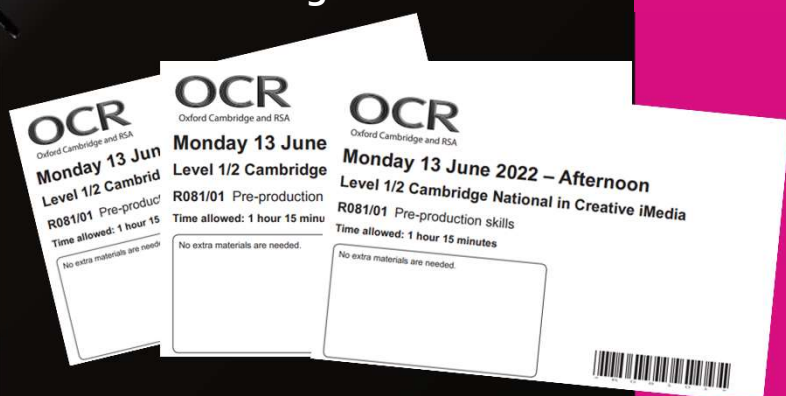 OCR
Oxford Cambridge and RSA
Monday 13 Jun
Level 1/2 Cambrid
R081/01 Pre-produc
Time allowed: 1 hour 15
No extra materials are need
OCR
Oxford Cambridge and RSA
Monday 13 June
Level 1/2 Cambridge
R081/01 Pre-production
Time allowed: 1 hour 15 minu
No extra materials are needed.
OCR
Oxford Cambridge and RSA
Monday 13 June 2022 – Afternoon
Level 1/2 Cambridge National in Creative iMedia
R081/01 Pre-production skills
Time allowed: 1 hour 15 minutes
No extra materials are needed.